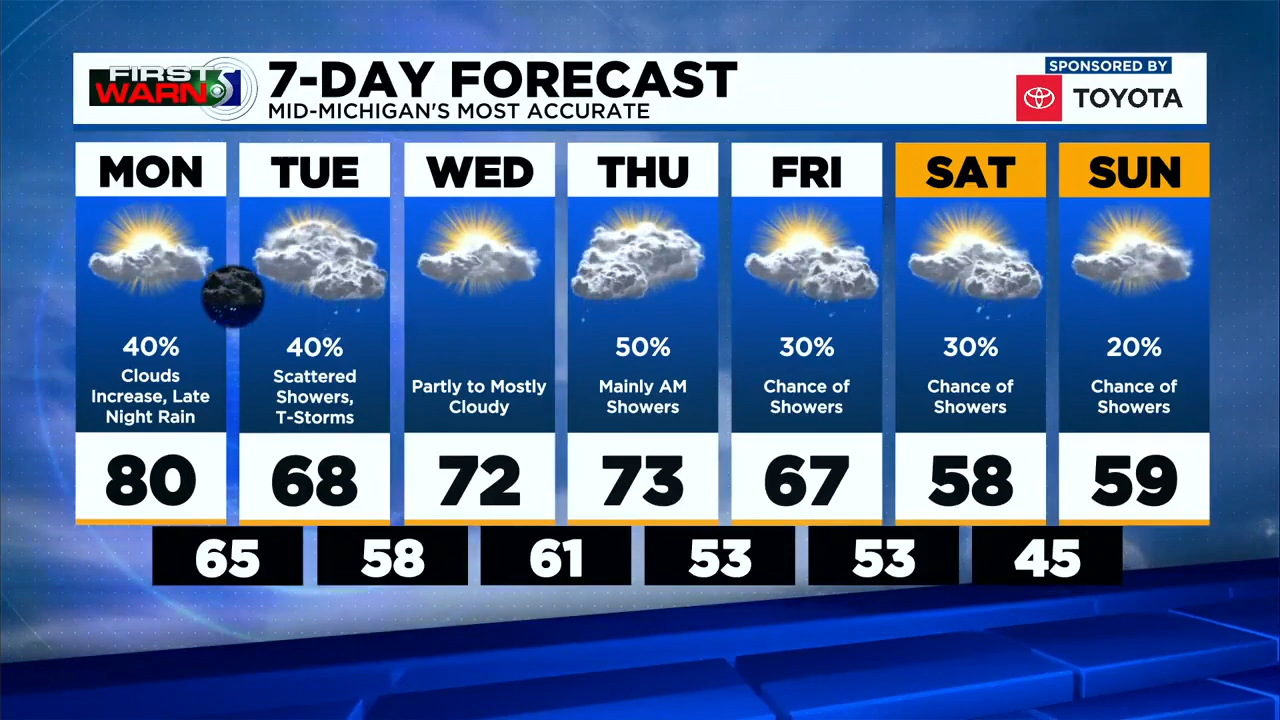 FIRST
WARN 5
7-DAY FORECAST
MID-MICHIGAN'S MOST ACCURATE
SPONSORED BY
TOYOTA
MON
TUE
WED
THU
FRI
SAT
SUN
40%
Clouds
Increase, Late
Night Rain
40%
Scattered
Showers,
T-Storms
Partly to Mostly
Cloudy
50%
Mainly AM
Showers
30%
Chance of
Showers
30%
Chance of
Showers
20%
Chance of
Showers
80
68
72
73
67
58
59
65
58
61
53
53
45